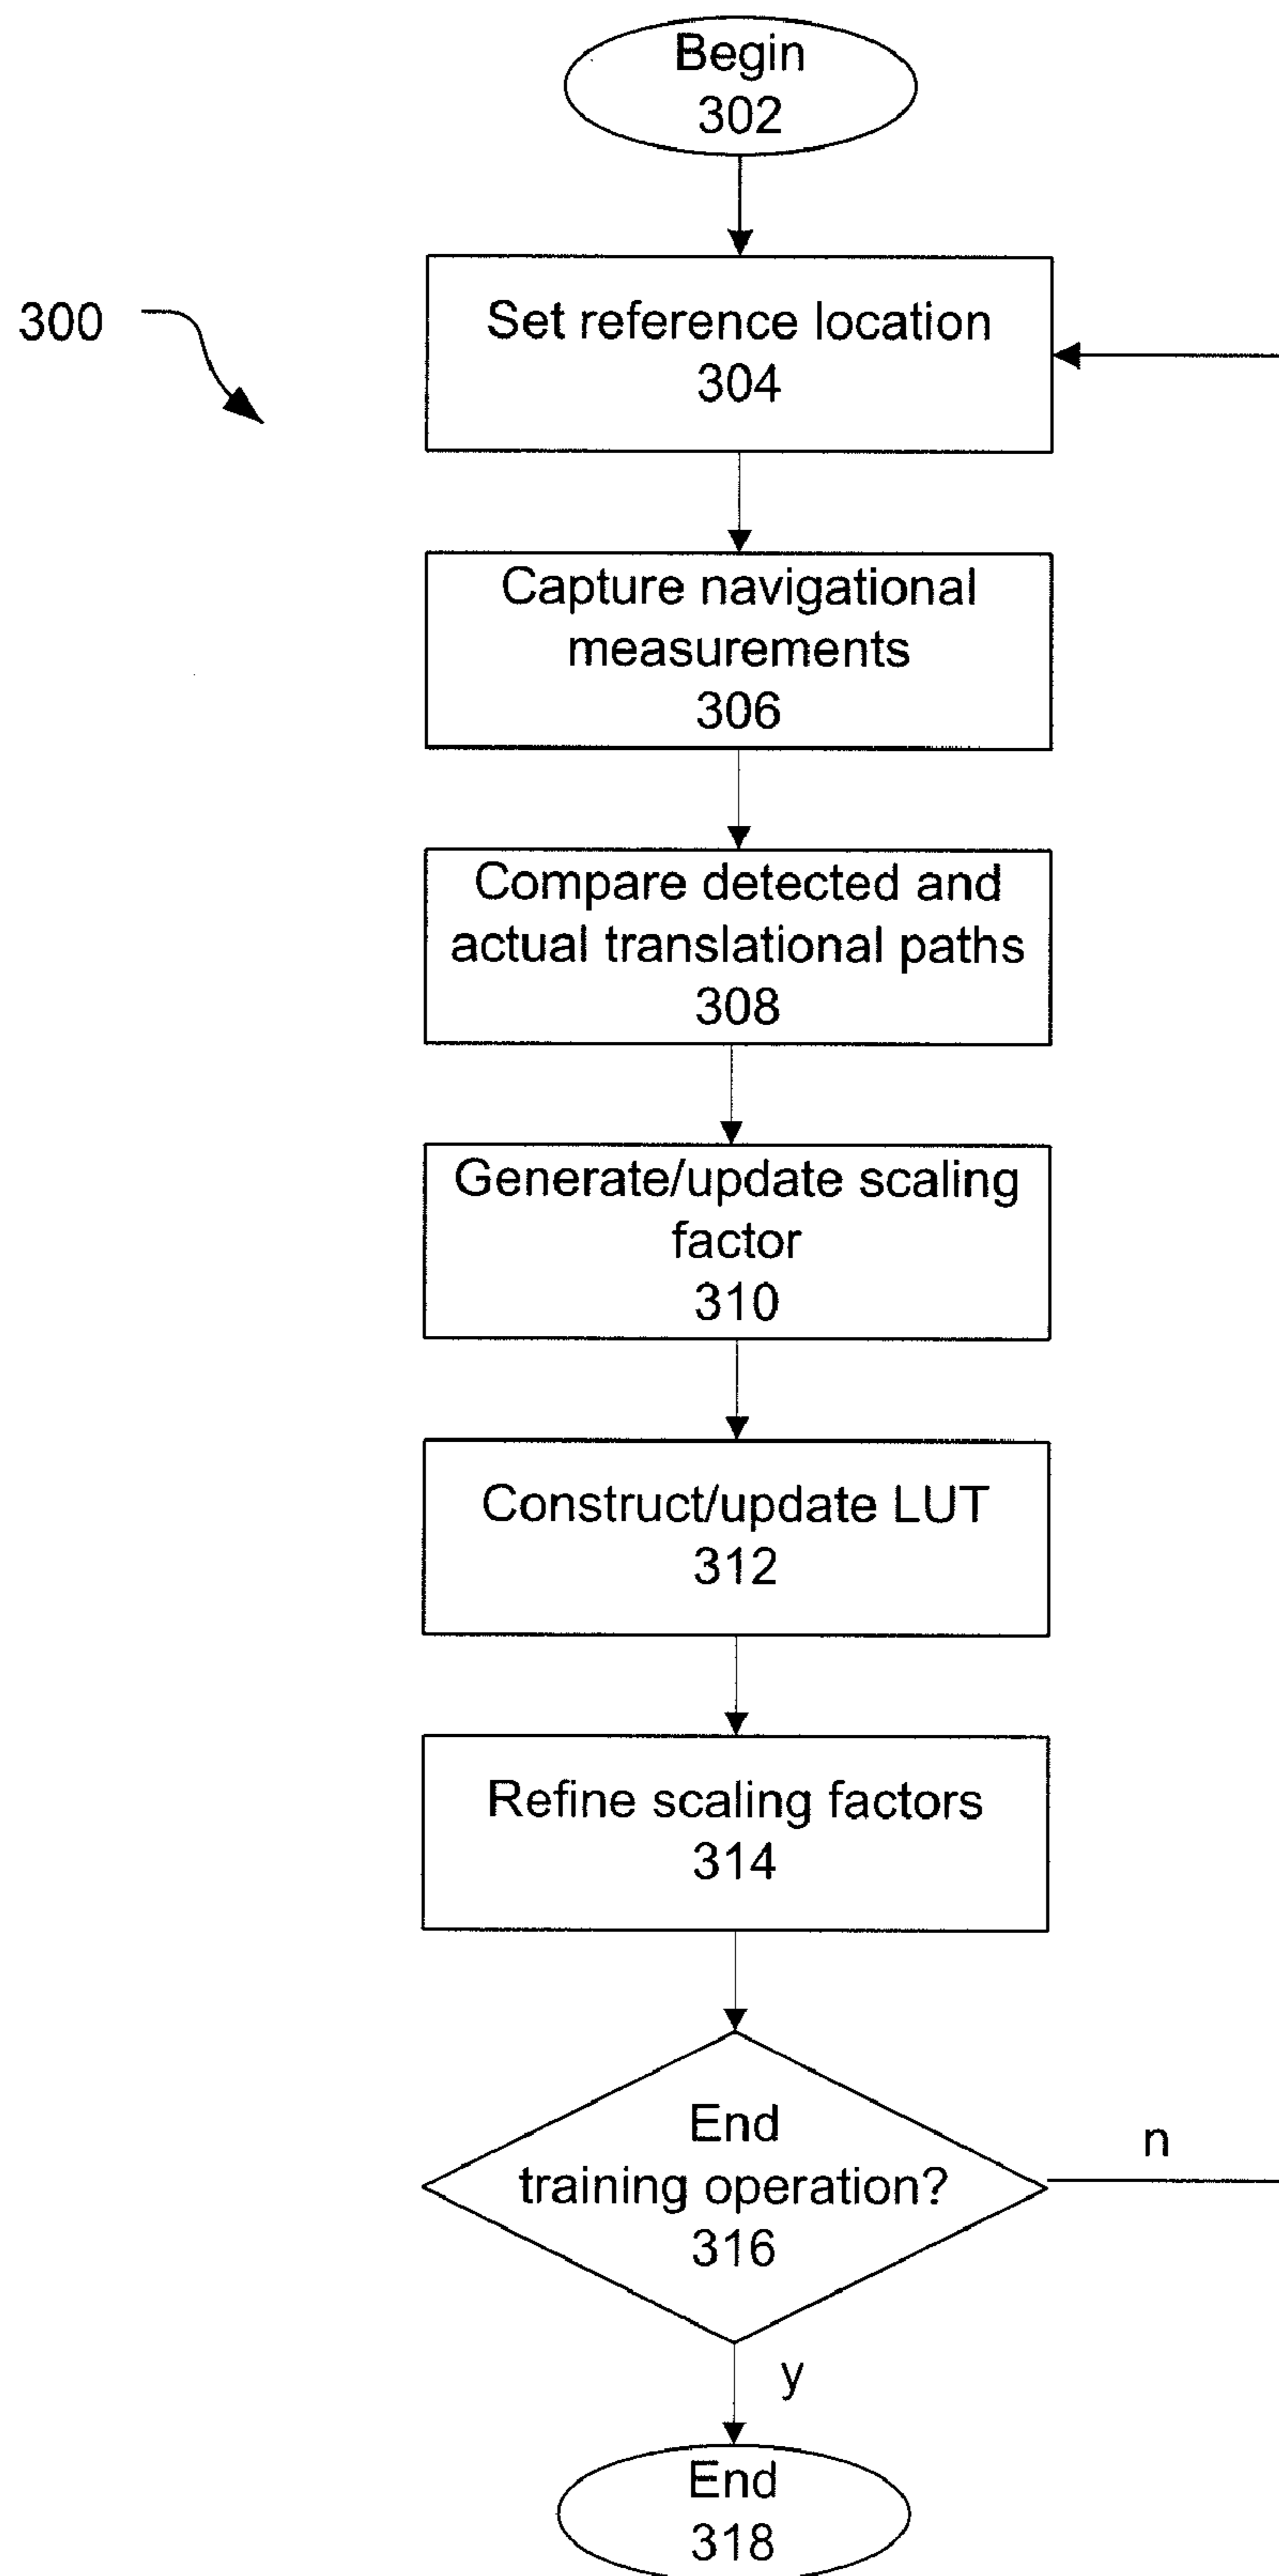 Begin
302
300
Set reference location
304
Capture navigational
measurements
306
Compare detected and
actual translational paths
308
Generate/update scaling
factor
310
Construct/update LUT
312
Refine scaling factors
314
End
training operation?
316
n
y
End
318